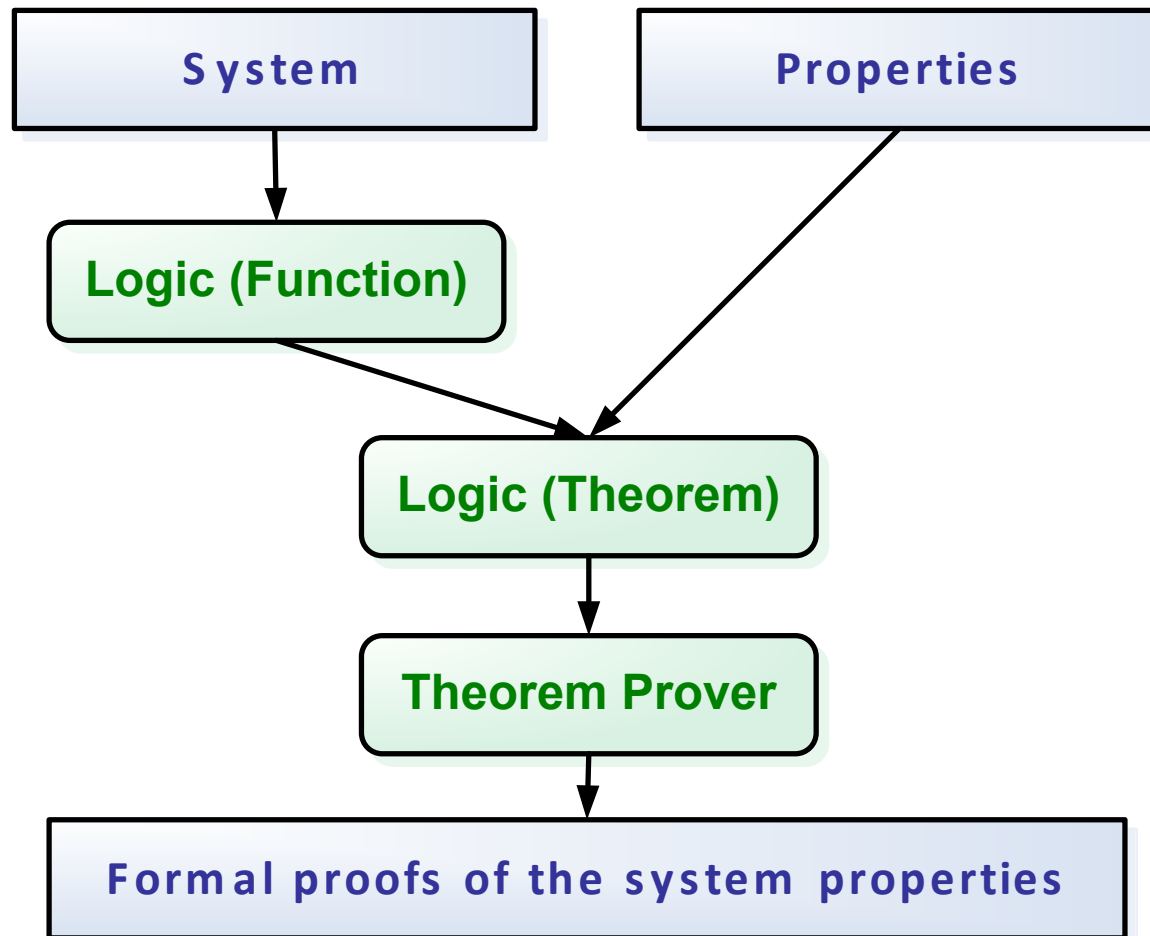 System
Properties
Logic (Function)
Logic (Theorem)
Theorem Prover
Formal proofs of the system properties